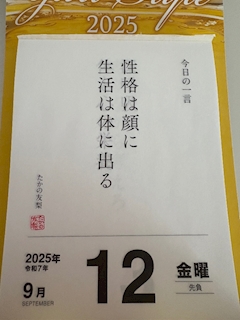 2025
今日の一言
性格は顔に
生活は体に出る
たかの友梨
2025年
令和7年
9月
SEPTEMBER
12
金曜
先負